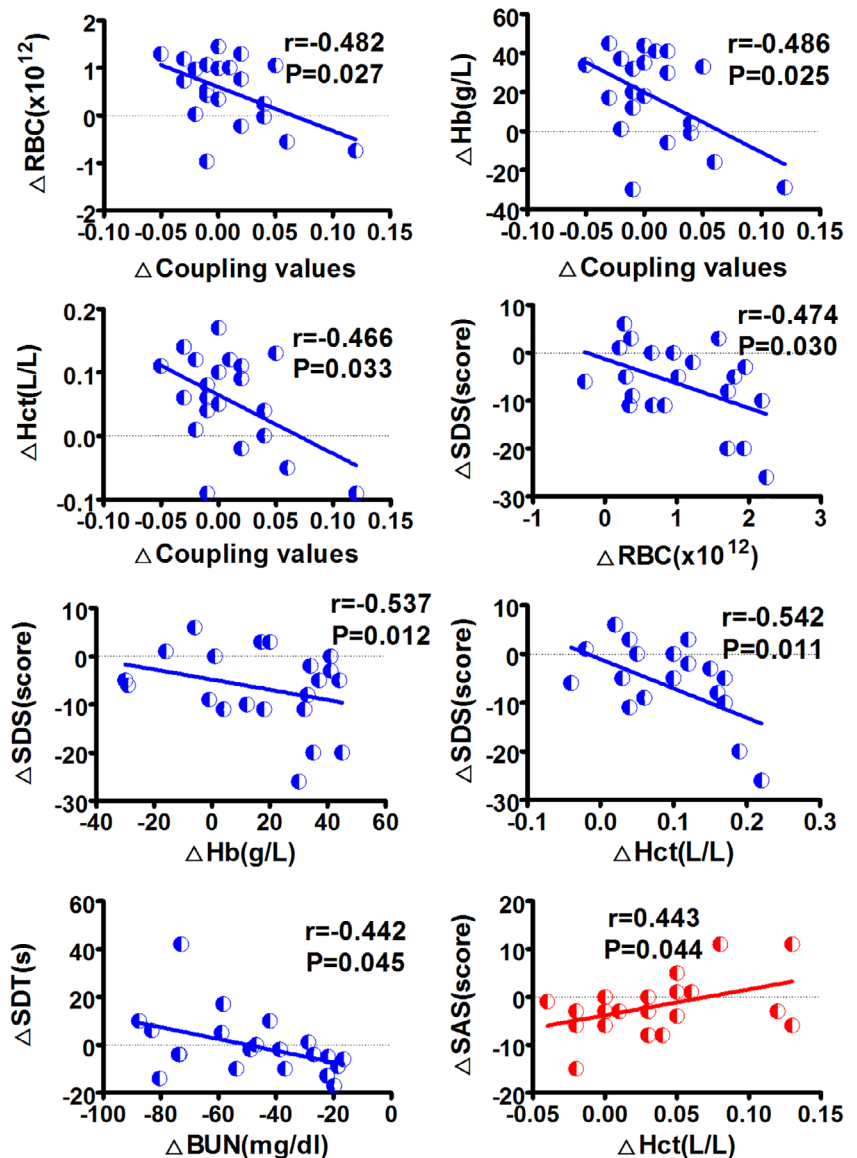 r=-0.482
P=0.027
△RBC(x10¹²)
2
1
0
-1
-2
-0.10 -0.05 0.00 0.05 0.10 0.15
△Coupling values
r=-0.486
P=0.025
△Hb(g/L)
60
40
20
0
-20
-40
-0.10 -0.05 0.00 0.05 0.10 0.15
△Coupling values
r=-0.466
P=0.033
△Hct(L/L)
0.2
0.1
0.0
-0.1
-0.10 -0.05 0.00 0.05 0.10 0.15
△Coupling values
r=-0.474
P=0.030
△SDS(score)
10
0
-10
-20
-30
-1 0 1 2 3
△RBC(x10¹²)
r=-0.537
P=0.012
△SDS(score)
10
0
-10
-20
-30
-40 -20 0 20 40 60
△Hb(g/L)
r=-0.542
P=0.011
△SDS(score)
10
0
-10
-20
-30
-0.1 0.0 0.1 0.2 0.3
△Hct(L/L)
r=-0.442
P=0.045
△SDT(s)
60
40
20
0
-20
-100 -80 -60 -40 -20 0
△BUN(mg/dl)
r=0.443
P=0.044
△SAS(score)
20
10
0
-10
-20
-0.05 0.00 0.05 0.10 0.15
△Hct(L/L)